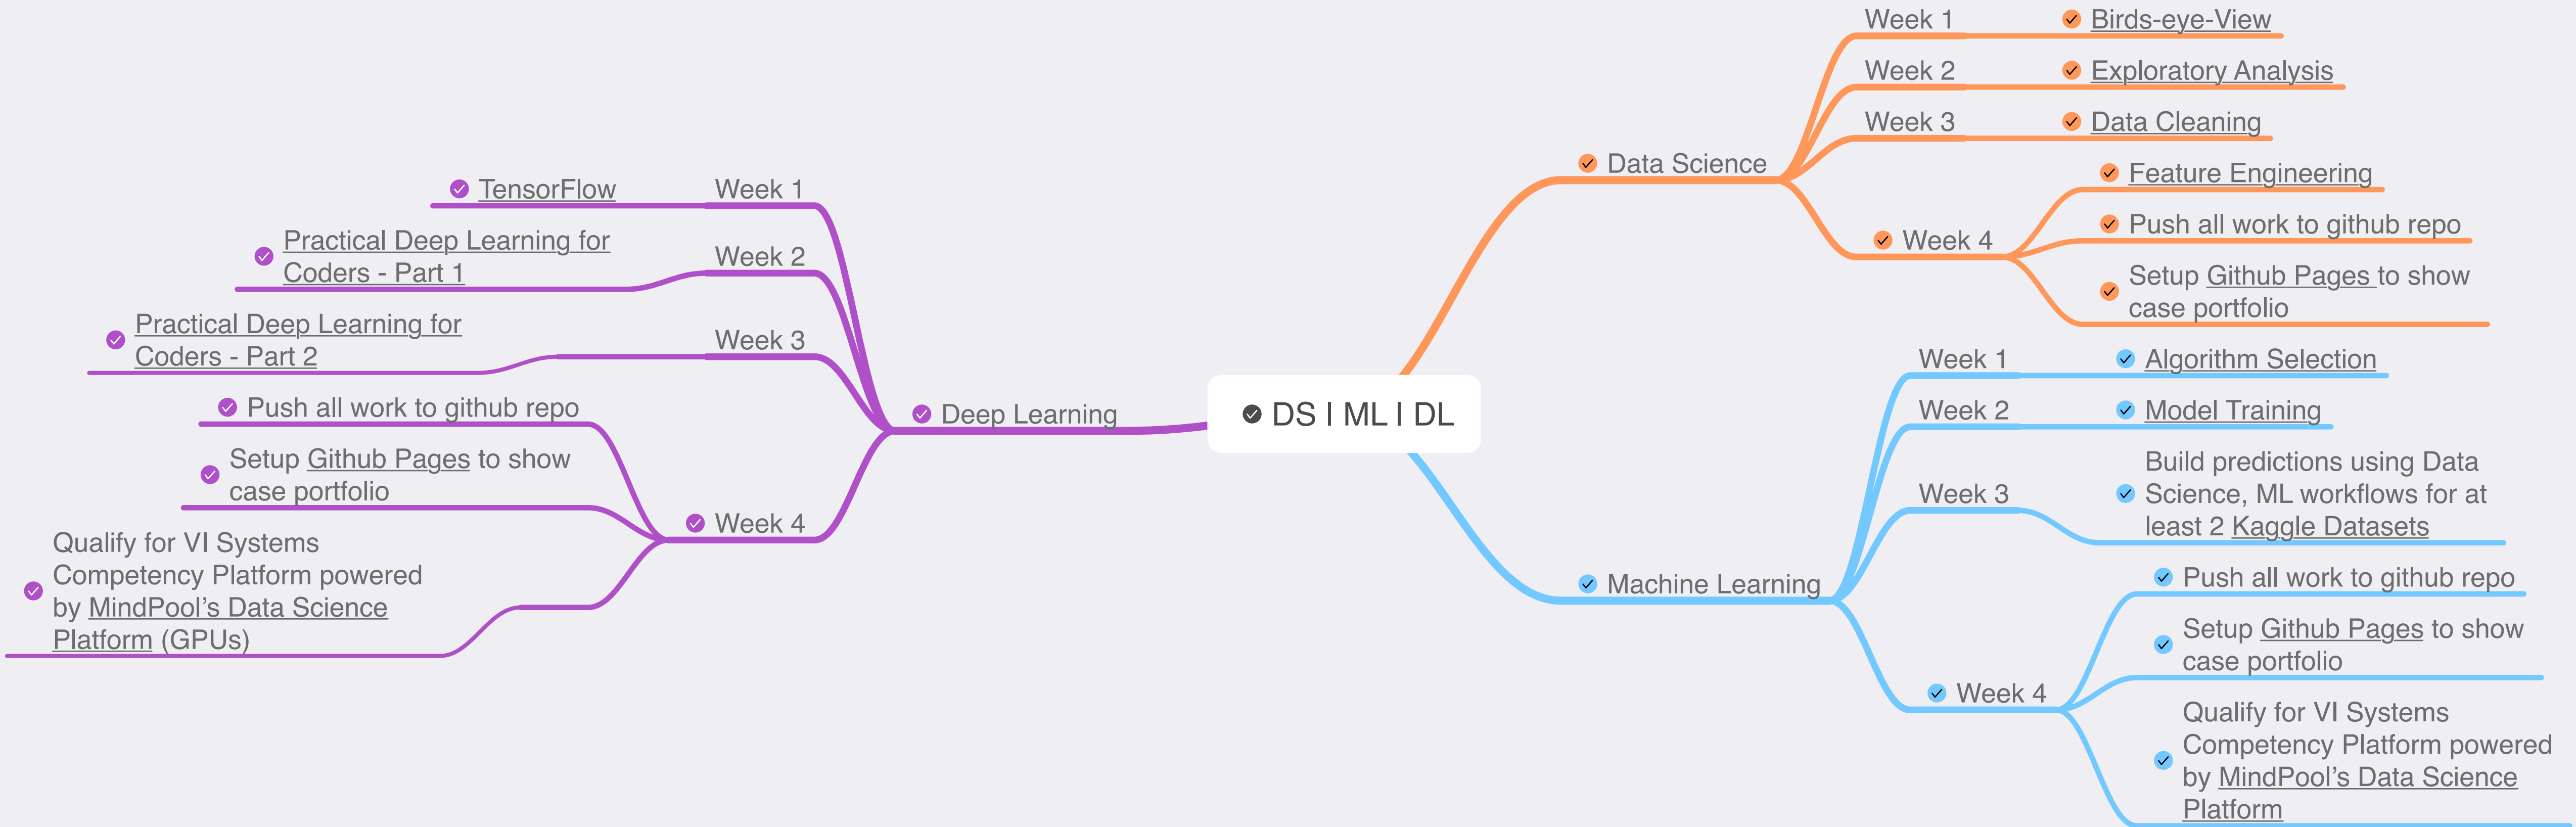 DS | ML | DL
Data Science
Week 1
Birds-eye-View
Week 2
Exploratory Analysis
Week 3
Data Cleaning
Week 4
Feature Engineering
Push all work to github repo
Setup Github Pages to show
case portfolio
Machine Learning
Week 1
Algorithm Selection
Week 2
Model Training
Week 3
Build predictions using Data
Science, ML workflows for at
least 2 Kaggle Datasets
Week 4
Push all work to github repo
Setup Github Pages to show
case portfolio
Qualify for VI Systems
Competency Platform powered
by MindPool’s Data Science
Platform
Deep Learning
Week 1
TensorFlow
Week 2
Practical Deep Learning for
Coders - Part 1
Week 3
Practical Deep Learning for
Coders - Part 2
Week 4
Push all work to github repo
Setup Github Pages to show
case portfolio
Qualify for VI Systems
Competency Platform powered
by MindPool’s Data Science
Platform (GPUs)